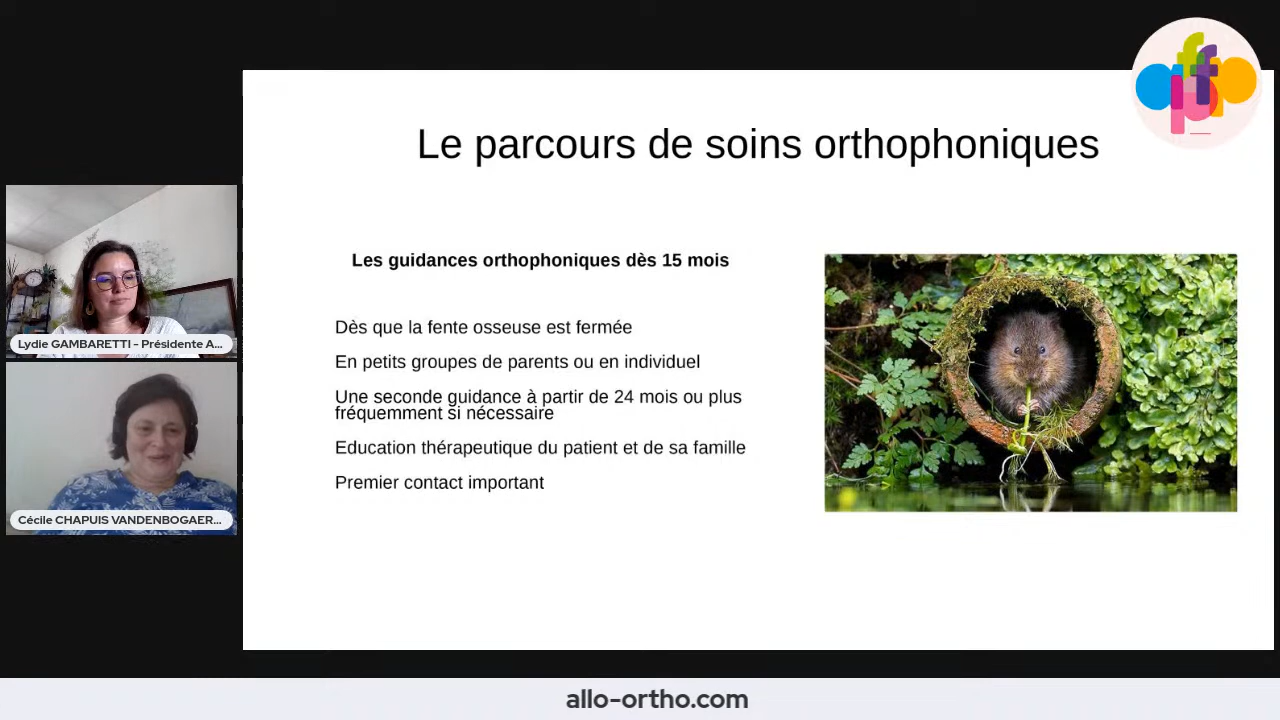 Le parcours de soins orthophoniques
Les guidances orthophoniques dès 15 mois
Dès que la fente osseuse est fermée
En petits groupes de parents ou en individuel
Une seconde guidance à partir de 24 mois ou plus
fréquemment si nécessaire
Education thérapeutique du patient et de sa famille
Premier contact important
Lydie GAMBARETTI - Présidente A...
Cécile CHAPUIS VANDENBOGAER...
allo-ortho.com